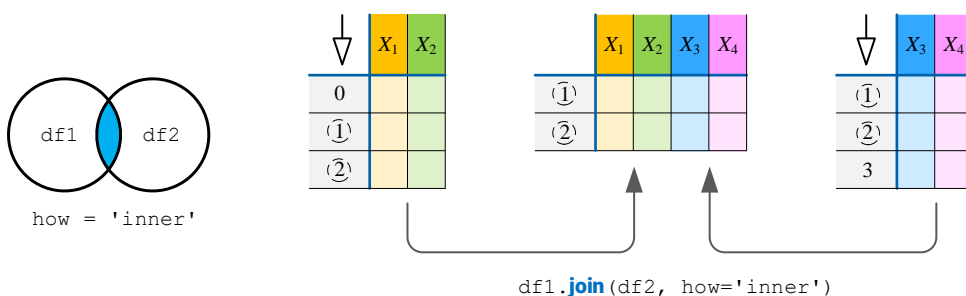 X1 X2
0
1
2
X1 X2 X3 X4
1
2
X3 X4
1
2
3
df1 df2
how = 'inner'
df1.join(df2, how='inner')